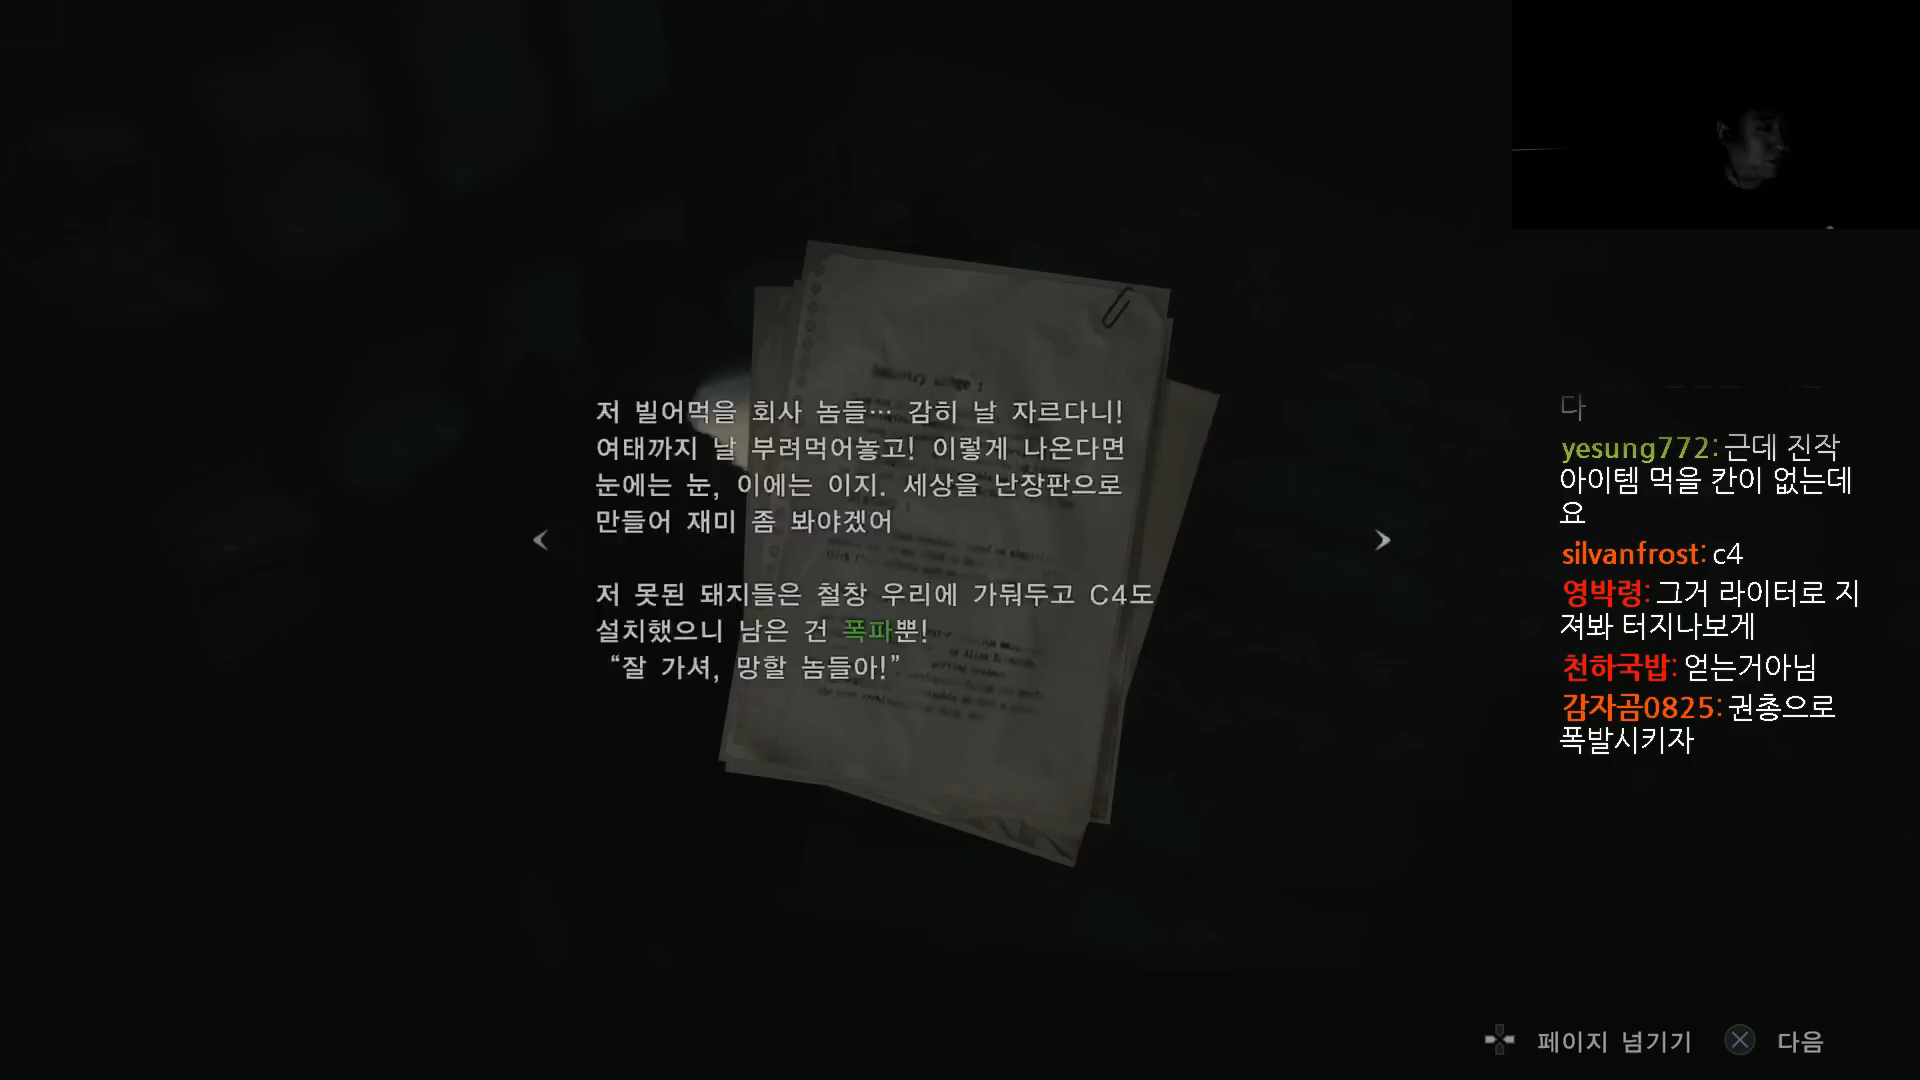 저 빌어먹을 회사 놈들… 감히 날 자르다니!
여태까지 날 부려먹어놓고! 이렇게 나온다면
눈에는 눈, 이에는 이지. 세상을 난장판으로
만들어 재미 좀 봐야겠어
저 못된 돼지들은 철창 우리에 가둬두고 C4도
설치했으니 남은 건 폭파뿐!
“잘 가셔, 망할 놈들아!”
다
yesung772: 근데 진작
아이템 먹을 칸이 없는데
요
silvanfrost: c4
영박령: 그거 라이터로 지
져봐 터지나보게
천하국밥: 얻는거아님
감자곰0825: 권총으로
폭발시키자
페이지 넘기기
다음